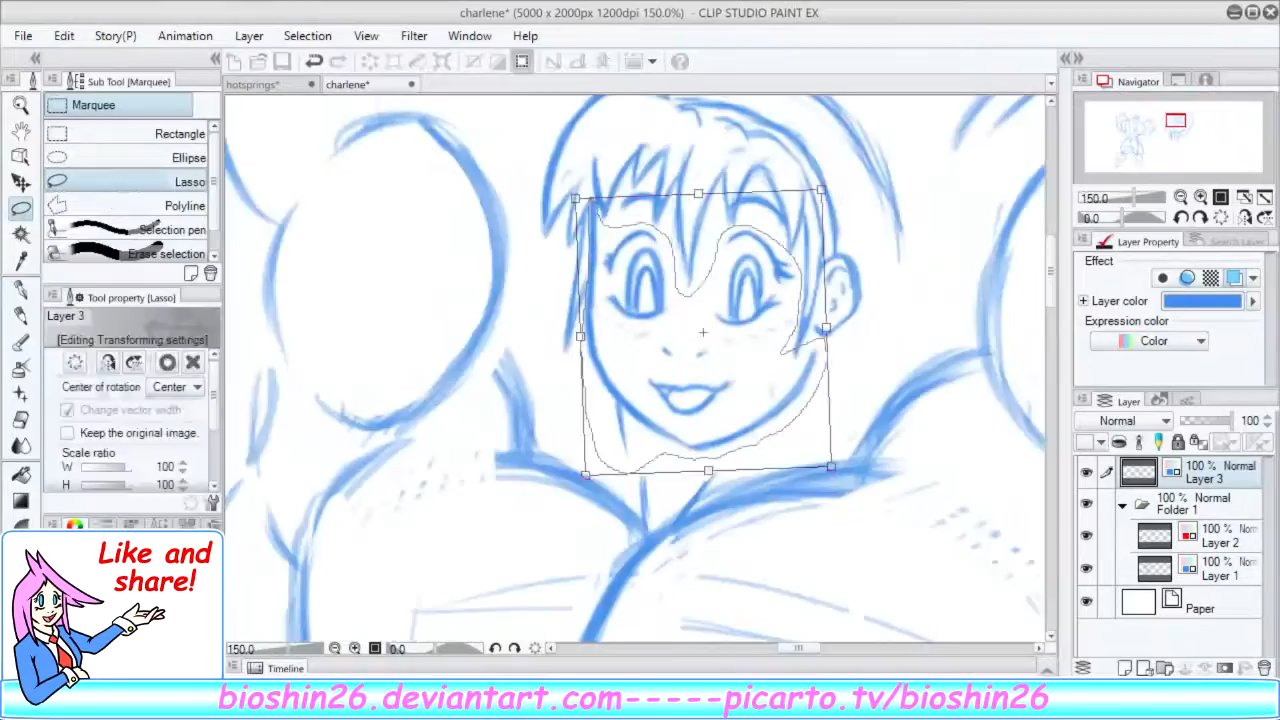 charlene* (5000 x 2000px 1200dpi 150.0%) - CLIP STUDIO PAINT EX
File Edit Story(P) Animation Layer Selection View Filter Window Help
Sub Tool [Marquee]
Marquee
Rectangle
Ellipse
Lasso
Polyline
Selection pen
Erase selection
Tool property [Lasso]
Layer 3
[Editing Transforming settings]
Center of rotation Center
Change vector width
Keep the original image.
Scale ratio
W 100
H 100
hotsprings* charlene*
150.0 0.0
Timeline
Navigator
150.0
0.0
Layer Property
Effect
Layer color
Expression color
Color
Layer
Normal 100
100 % Normal
Layer 3
100 % Normal
Folder 1
100 %
Layer 2
100 %
Layer 1
Paper
Like and
share!
bioshin26.deviantart.com-----picarto.tv/bioshin26